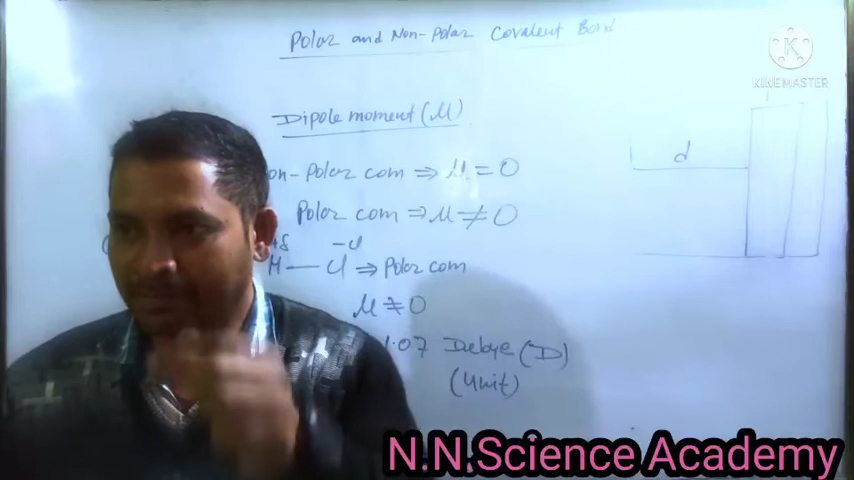 Polar and Non-Polar Covalent Bond
KINEMASTER
Dipole moment (μ)
on-Polar com ⇒ μ = 0
d
Polar com ⇒ μ ≠ 0
+δ
H — Cl ⇒ Polar com
μ ≠ 0
1.07 Debye (D)
(Unit)
N.N.Science Academy